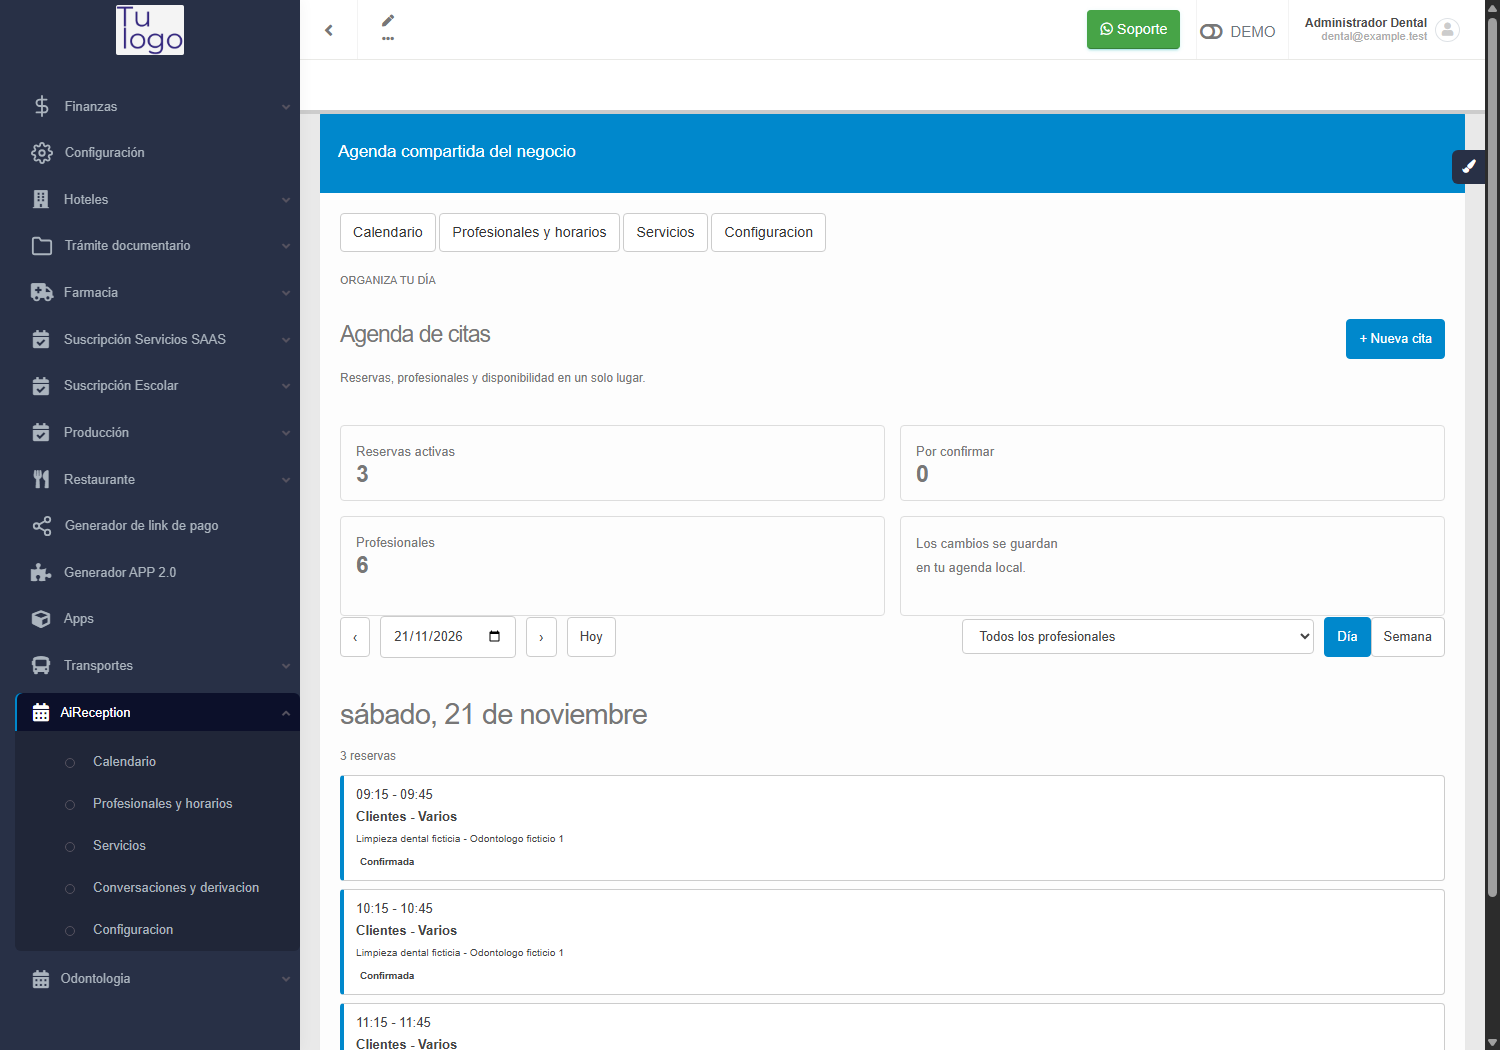 Tu
logo
Finanzas
Configuración
Hoteles
Trámite documentario
Farmacia
Suscripción Servicios SAAS
Suscripción Escolar
Producción
Restaurante
Generador de link de pago
Generador APP 2.0
Apps
Transportes
AiReception
Calendario
Profesionales y horarios
Servicios
Conversaciones y derivacion
Configuracion
Odontologia
Soporte
DEMO
Administrador Dental
dental@example.test
Agenda compartida del negocio
Calendario
Profesionales y horarios
Servicios
Configuracion
ORGANIZA TU DÍA
Agenda de citas
+ Nueva cita
Reservas, profesionales y disponibilidad en un solo lugar.
Reservas activas
3
Por confirmar
0
Profesionales
6
Los cambios se guardan
en tu agenda local.
‹
21/11/2026
›
Hoy
Todos los profesionales
Día
Semana
sábado, 21 de noviembre
3 reservas
09:15 - 09:45
Clientes - Varios
Limpieza dental ficticia - Odontologo ficticio 1
Confirmada
10:15 - 10:45
Clientes - Varios
Limpieza dental ficticia - Odontologo ficticio 1
Confirmada
11:15 - 11:45
Clientes - Varios